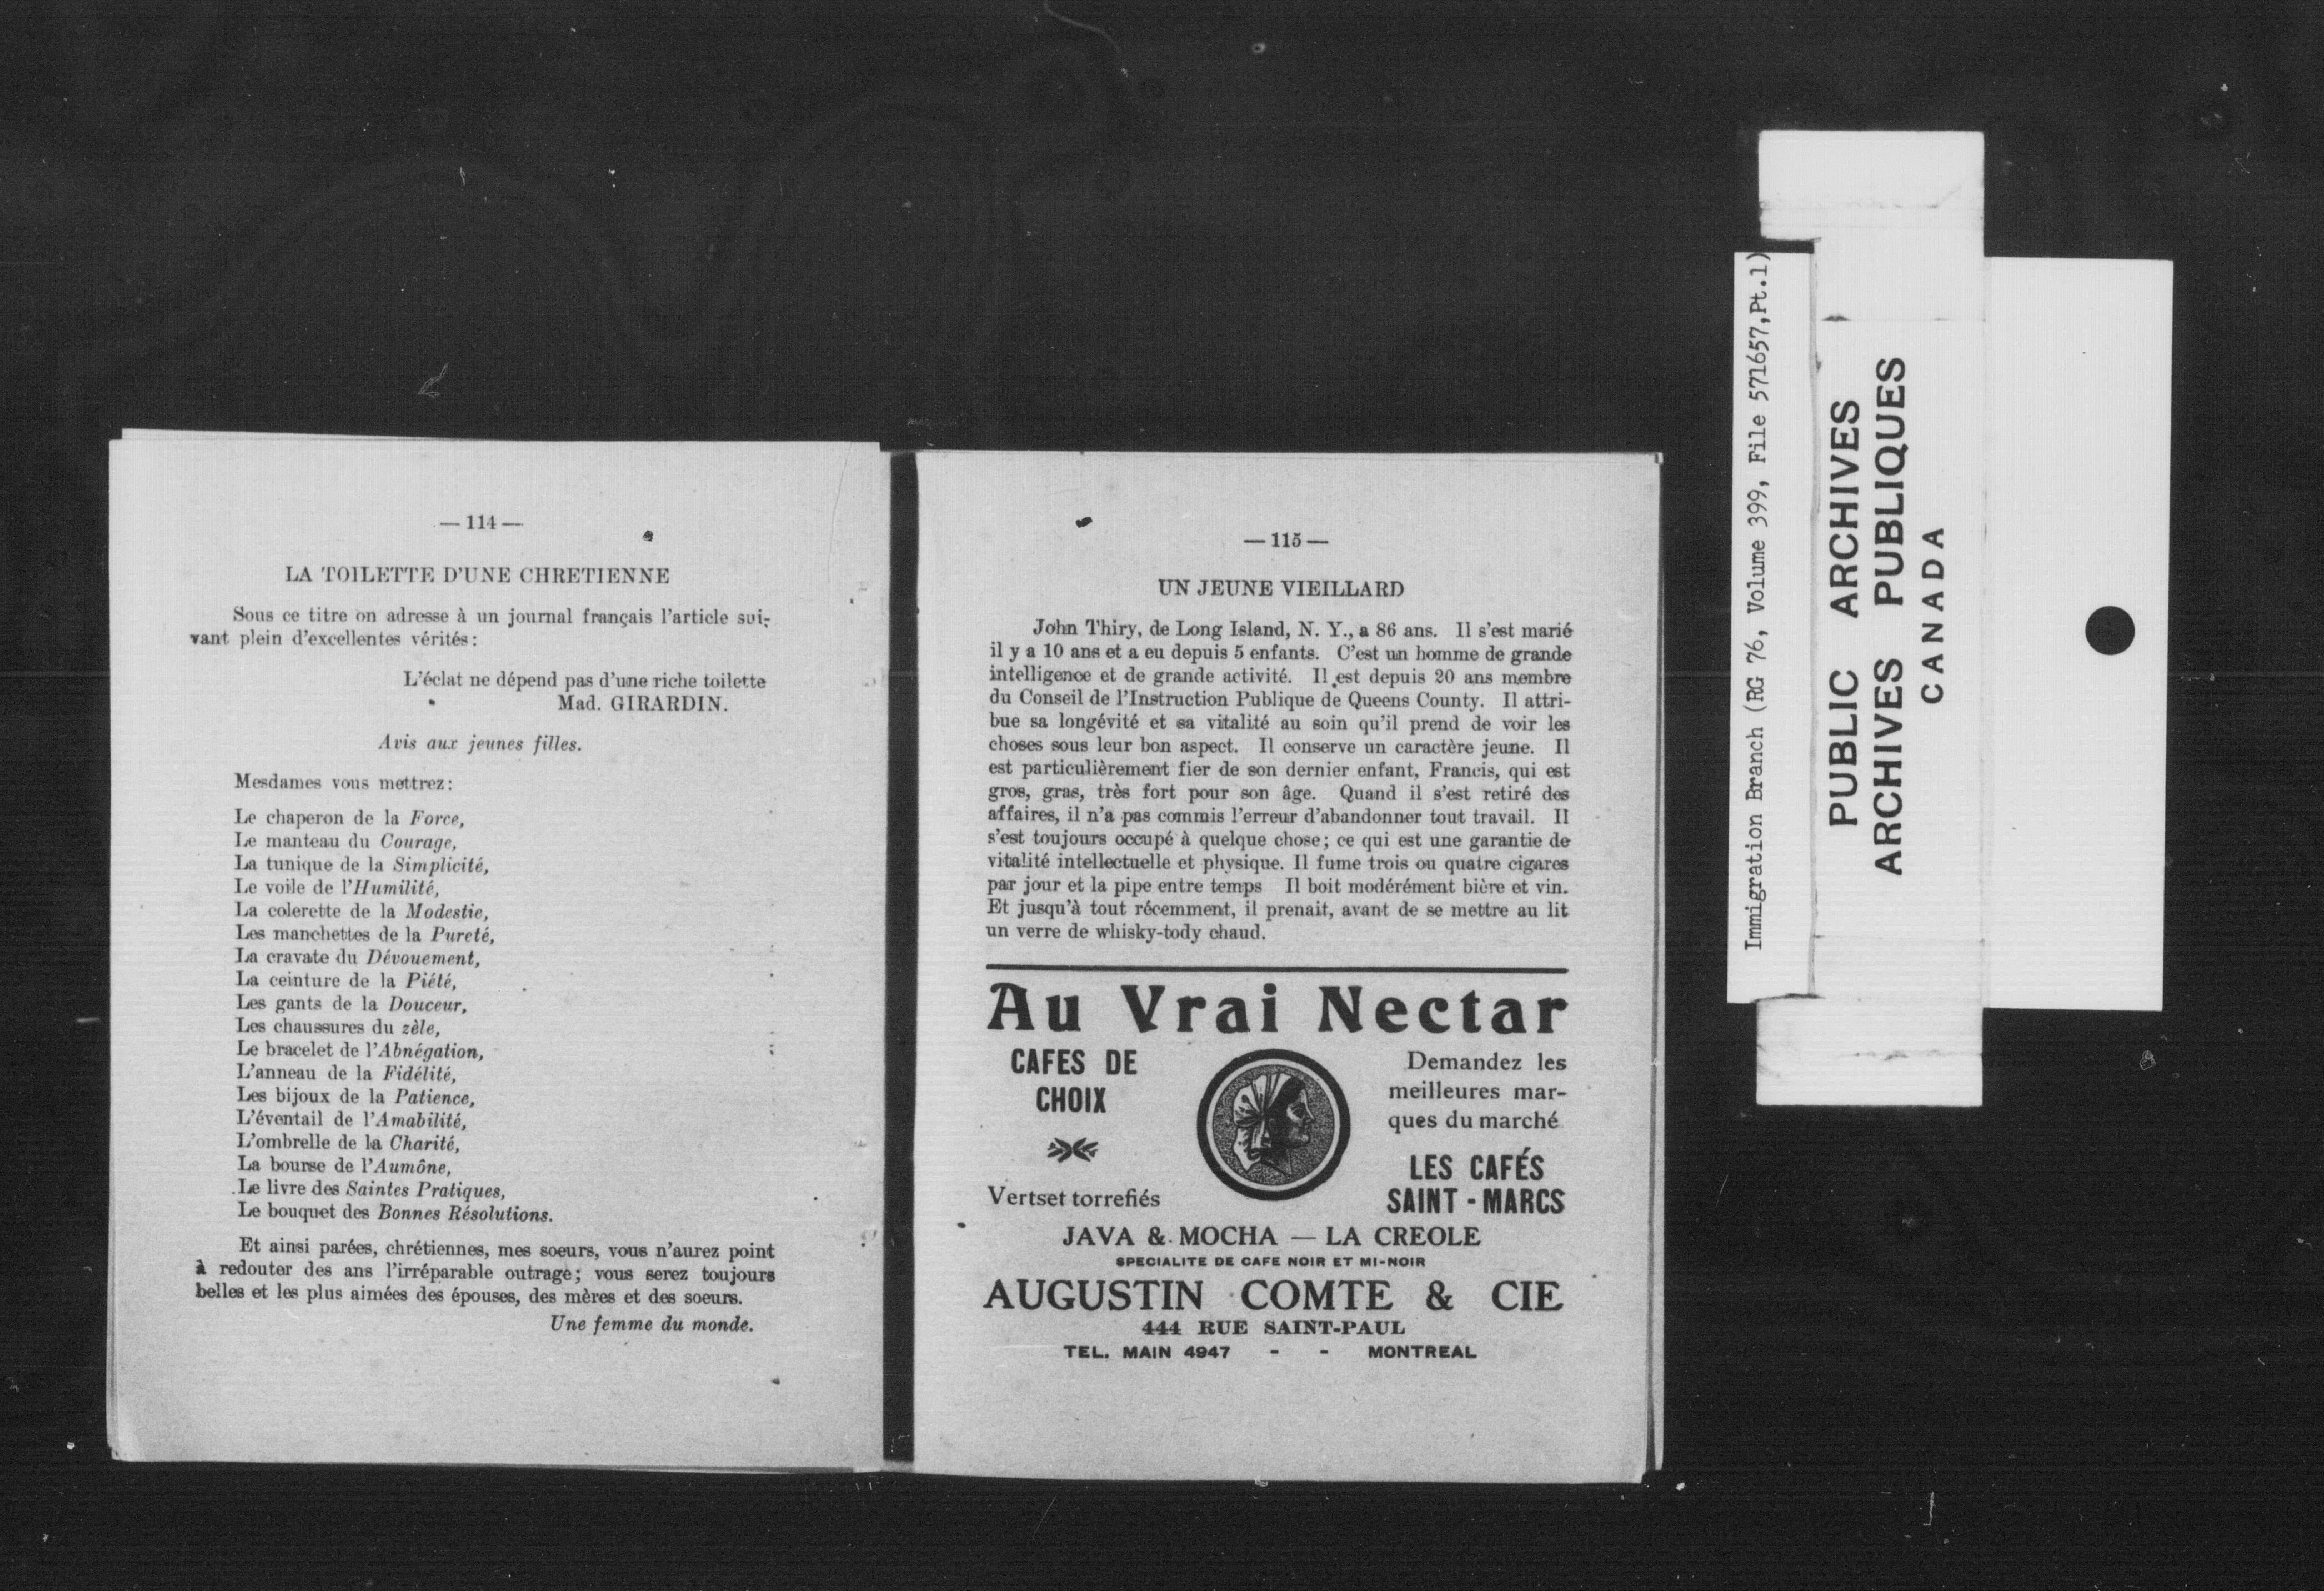 — 114 —
LA TOILETTE D'UNE CHRETIENNE
Sous ce titre on adresse à un journal français l'article sui-
vant plein d'excellentes vérités:
L'éclat ne dépend pas d'une riche toilette
Mad. GIRARDIN.
Avis aux jeunes filles.
Mesdames vous mettrez:
Le chaperon de la Force,
Le manteau du Courage,
La tunique de la Simplicité,
Le voile de l'Humilité,
La colerette de la Modestie,
Les manchettes de la Pureté,
La cravate du Dévouement,
La ceinture de la Piété,
Les gants de la Douceur,
Les chaussures du zèle,
Le bracelet de l'Abnégation,
L'anneau de la Fidélité,
Les bijoux de la Patience,
L'éventail de l'Amabilité,
L'ombrelle de la Charité,
La bourse de l'Aumône,
Le livre des Saintes Pratiques,
Le bouquet des Bonnes Résolutions.
Et ainsi parées, chrétiennes, mes soeurs, vous n'aurez point
à redouter des ans l'irréparable outrage; vous serez toujours
belles et les plus aimées des épouses, des mères et des soeurs.
Une femme du monde.
— 115 —
UN JEUNE VIEILLARD
John Thiry, de Long Island, N. Y., a 86 ans. Il s'est marié
il y a 10 ans et a eu depuis 5 enfants. C'est un homme de grande
intelligence et de grande activité. Il est depuis 20 ans membre
du Conseil de l'Instruction Publique de Queens County. Il attri-
bue sa longévité et sa vitalité au soin qu'il prend de voir les
choses sous leur bon aspect. Il conserve un caractère jeune. Il
est particulièrement fier de son dernier enfant, Francis, qui est
gros, gras, très fort pour son âge. Quand il s'est retiré des
affaires, il n'a pas commis l'erreur d'abandonner tout travail. Il
s'est toujours occupé à quelque chose; ce qui est une garantie de
vitalité intellectuelle et physique. Il fume trois ou quatre cigares
par jour et la pipe entre temps Il boit modérément bière et vin.
Et jusqu'à tout récemment, il prenait, avant de se mettre au lit
un verre de whisky-tody chaud.
Au Vrai Nectar
CAFES DE
CHOIX
Vertset torrefiés
Demandez les
meilleures mar-
ques du marché
LES CAFÉS
SAINT - MARCS
JAVA & MOCHA — LA CREOLE
SPECIALITE DE CAFE NOIR ET MI-NOIR
AUGUSTIN COMTE & CIE
444 RUE SAINT-PAUL
TEL. MAIN 4947 - - MONTREAL
Immigration Branch (RG 76, Volume 399, File 571657,Pt.1)
PUBLIC ARCHIVES
ARCHIVES PUBLIQUES
CANADA